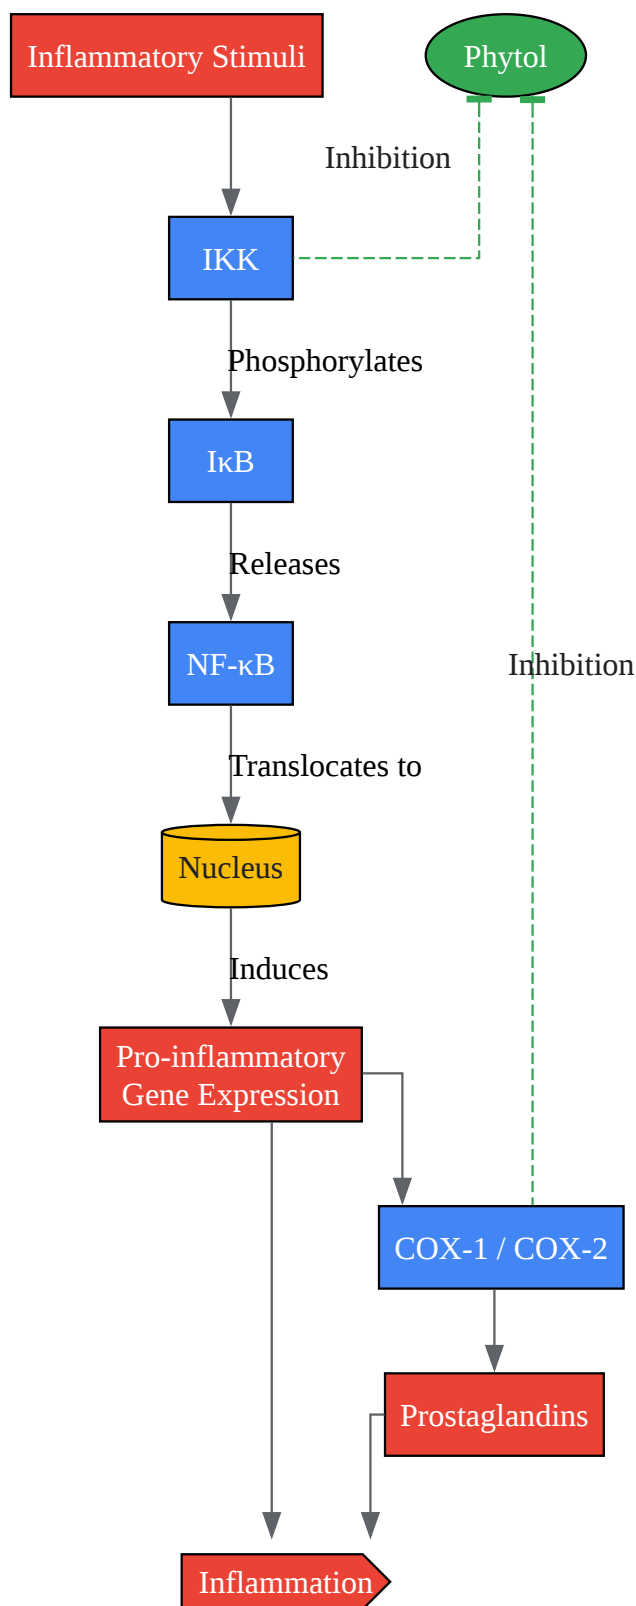 Inflammatory Stimuli
Phytol
Inhibition
IKK
Phosphorylates
IκB
Releases
NF-κB
Inhibition
Translocates to
Nucleus
Induces
Pro-inflammatory
Gene Expression
COX-1 / COX-2
Prostaglandins
Inflammation